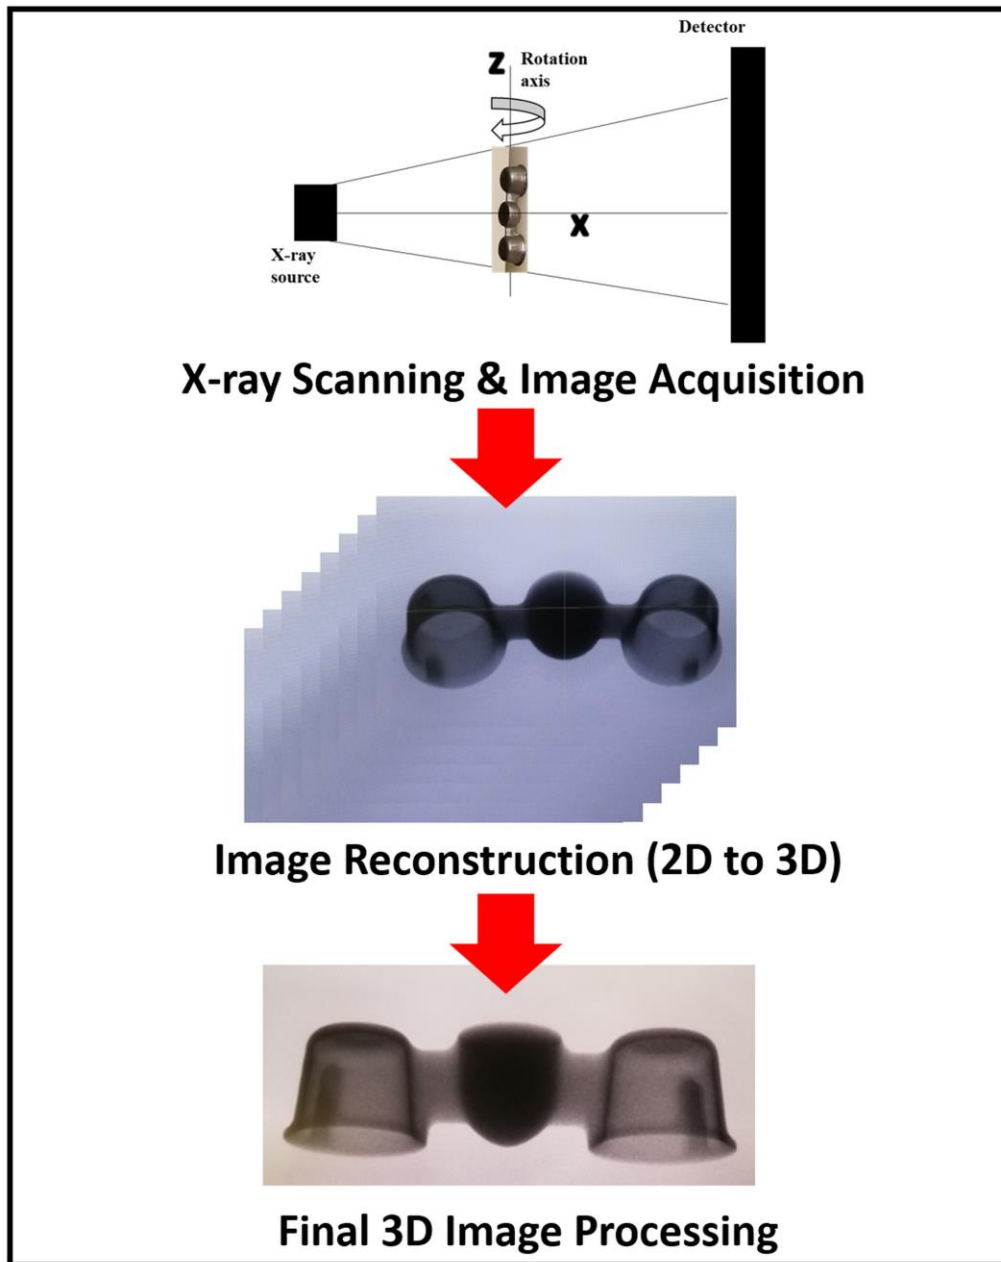 Detector
Z Rotation
axis
X
X-ray
source
X-ray Scanning & Image Acquisition
Image Reconstruction (2D to 3D)
Final 3D Image Processing